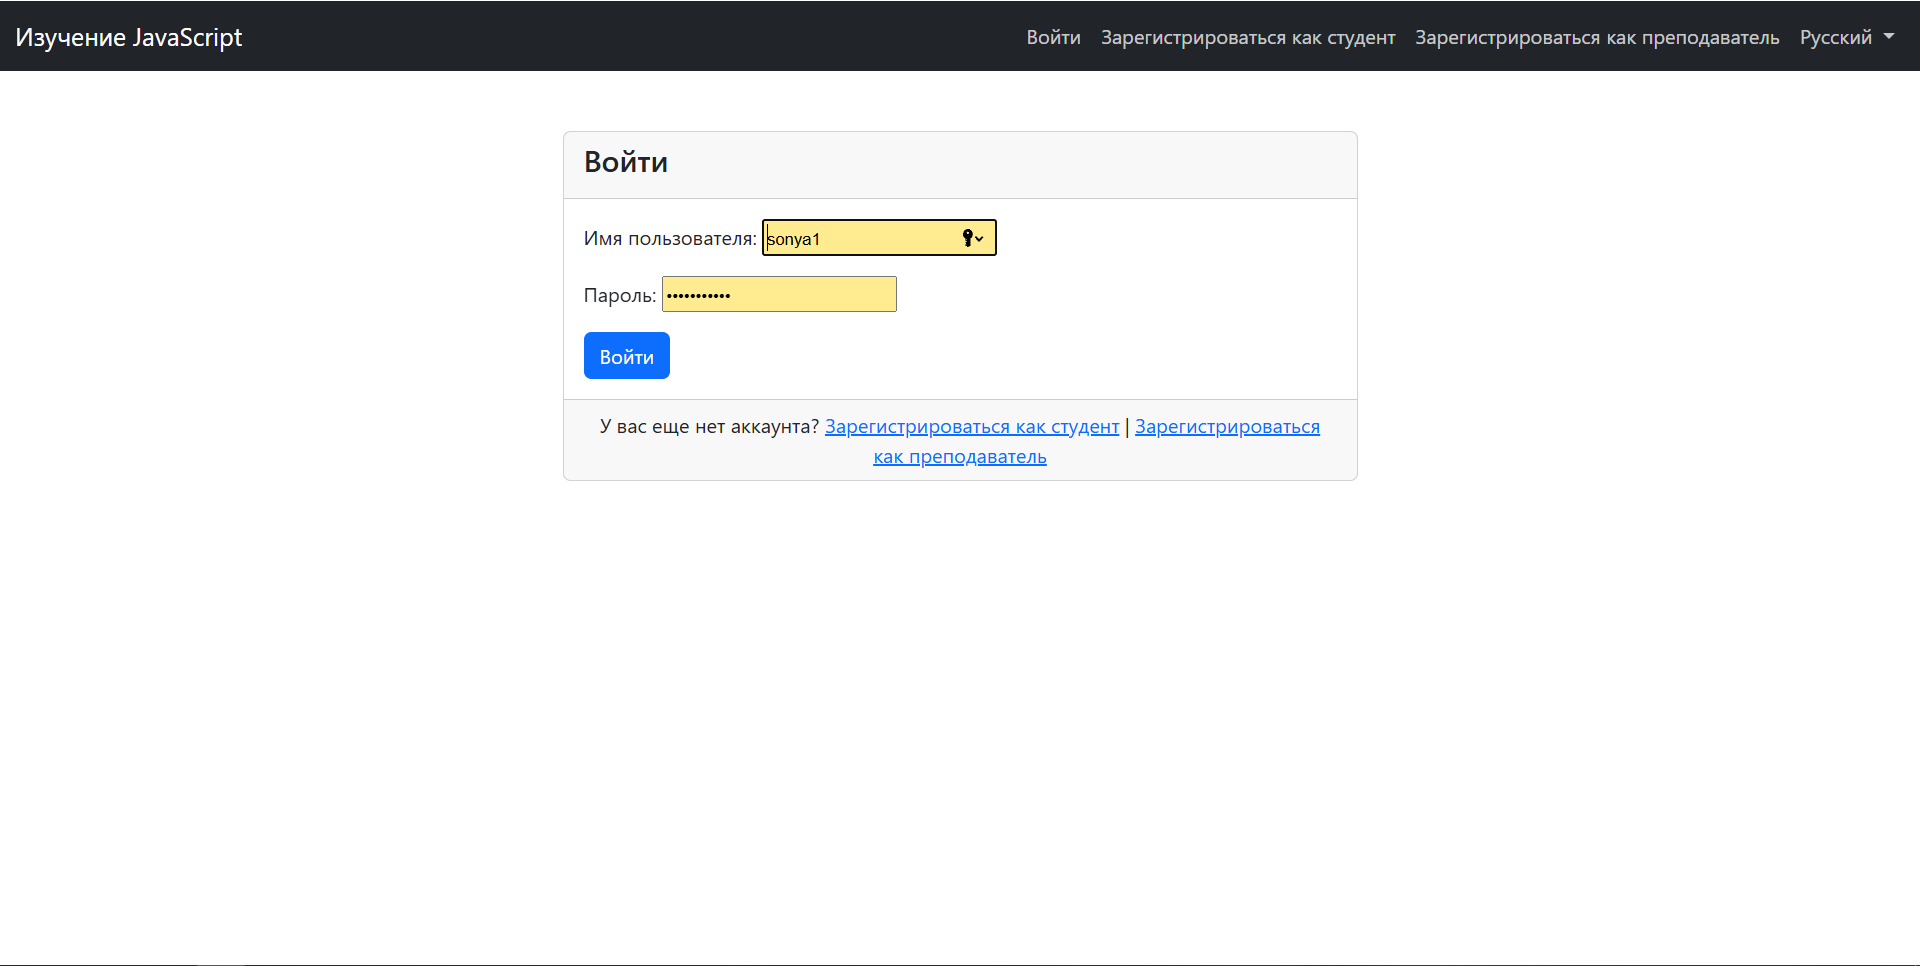 Изучение JavaScript
Войти Зарегистрироваться как студент Зарегистрироваться как преподаватель Русский
Войти
Имя пользователя: sonya1
Пароль: •••••••••••
Войти
У вас еще нет аккаунта? Зарегистрироваться как студент | Зарегистрироваться
как преподаватель